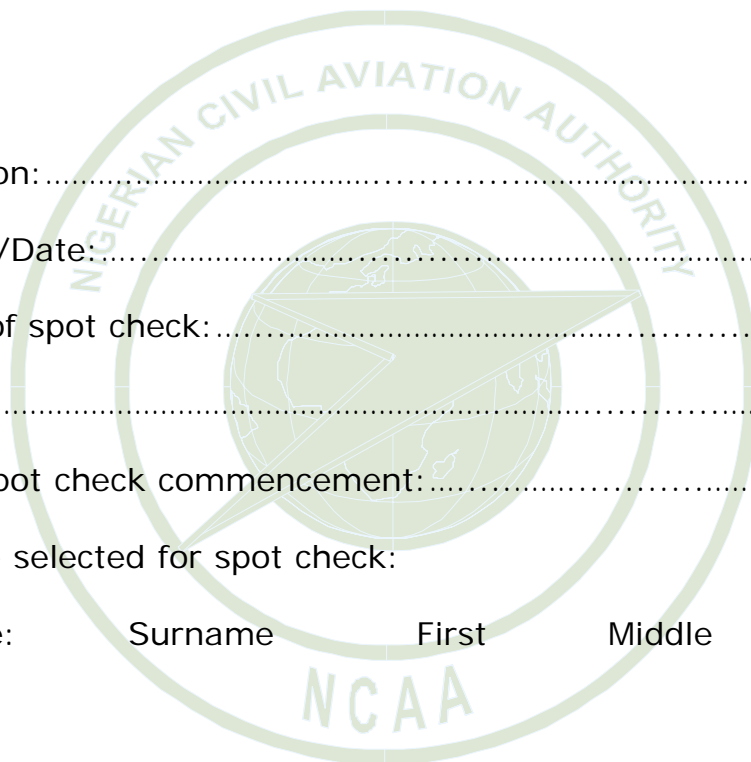 NIGERIAN CIVIL AVIATION AUTHORITY
on:..........................................................................
/Date:..........................................................................
of spot check:..........................................................................
..........................................................................
pot check commencement:..........................................................................
selected for spot check:
e: Surname First Middle
NCAA